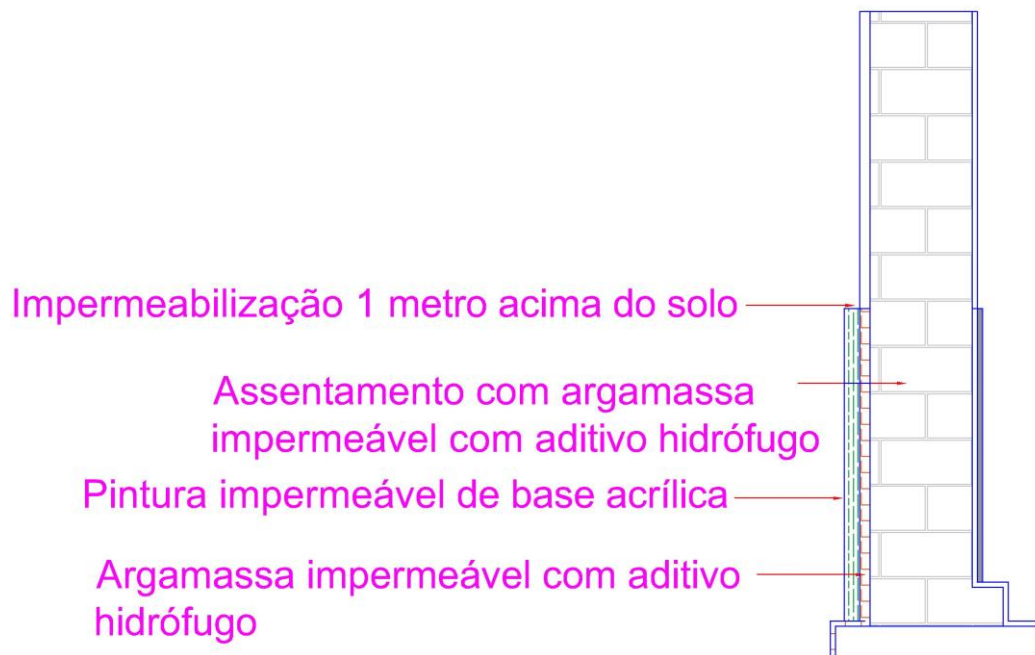 Impermeabilização 1 metro acima do solo
Assentamento com argamassa
impermeável com aditivo hidrófugo
Pintura impermeável de base acrílica
Argamassa impermeável com aditivo
hidrófugo